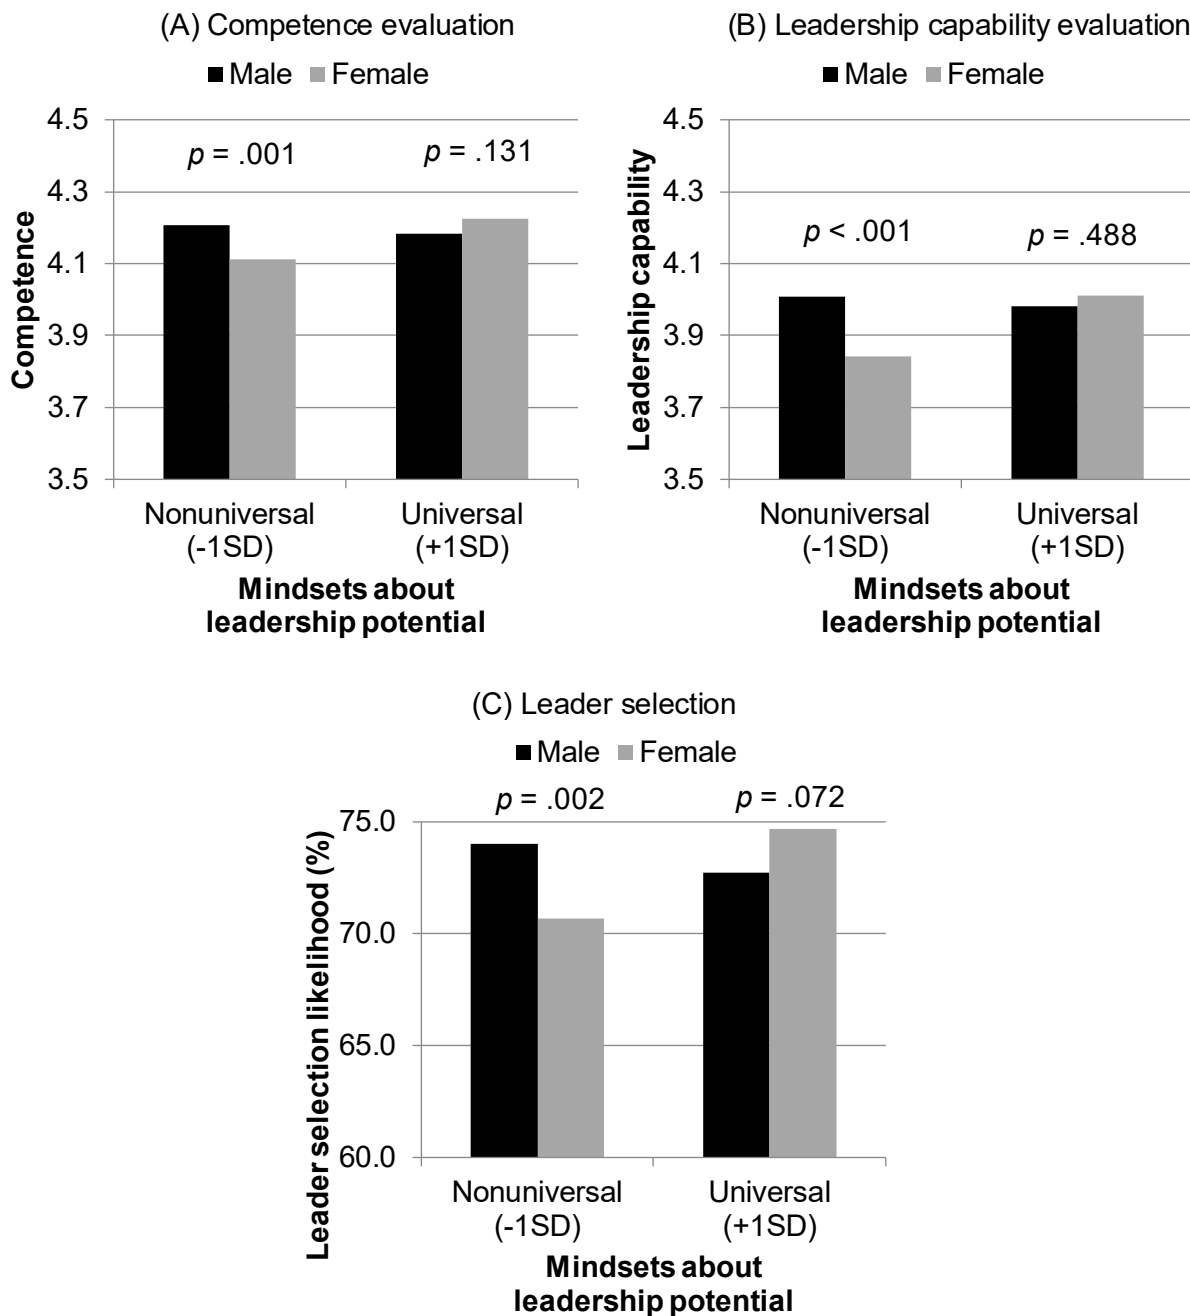 (A) Competence evaluation
Male Female
4.5
4.3
4.1
3.9
3.7
3.5
Competence
p = .001
p = .131
Nonuniversal
(-1SD)
Universal
(+1SD)
Mindsets about
leadership potential
(B) Leadership capability evaluation
Male Female
4.5
4.3
4.1
3.9
3.7
3.5
Leadership capability
p < .001
p = .488
Nonuniversal
(-1SD)
Universal
(+1SD)
Mindsets about
leadership potential
(C) Leader selection
Male Female
75.0
70.0
65.0
60.0
Leader selection likelihood (%)
p = .002
p = .072
Nonuniversal
(-1SD)
Universal
(+1SD)
Mindsets about
leadership potential